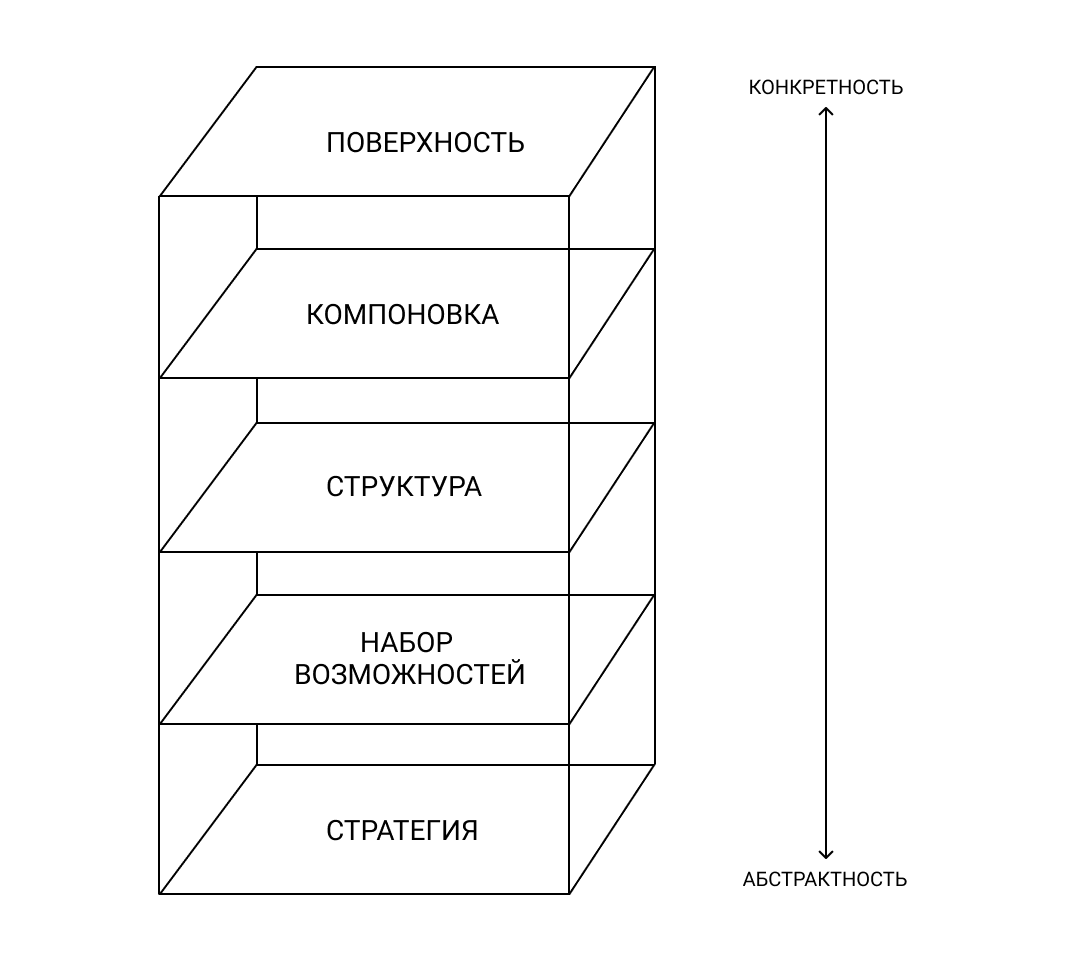 ПОВЕРХНОСТЬ
КОНКРЕТНОСТЬ
КОМПОНОВКА
СТРУКТУРА
НАБОР
ВОЗМОЖНОСТЕЙ
СТРАТЕГИЯ
АБСТРАКТНОСТЬ